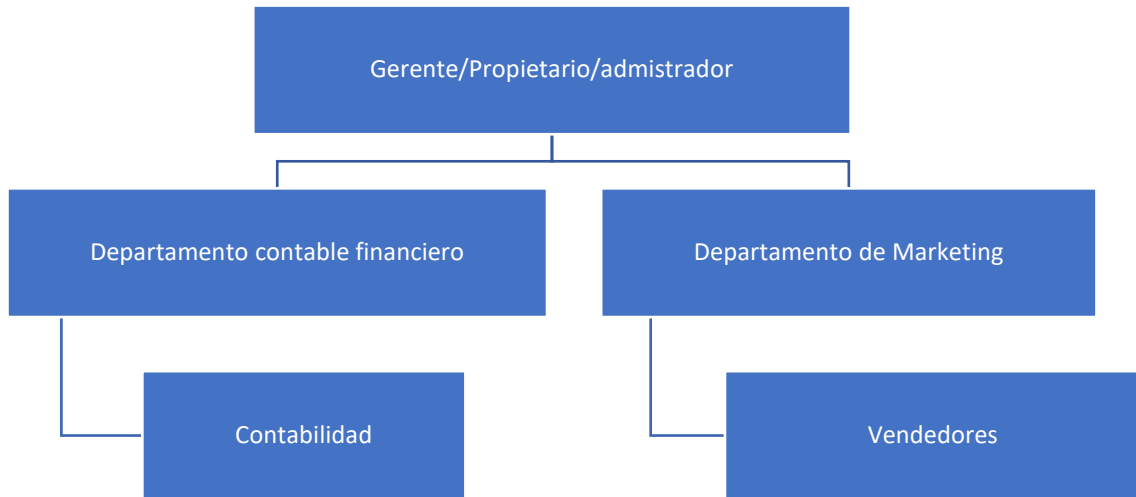 Gerente/Propietario/admistrador
Departamento contable financiero
Departamento de Marketing
Contabilidad
Vendedores